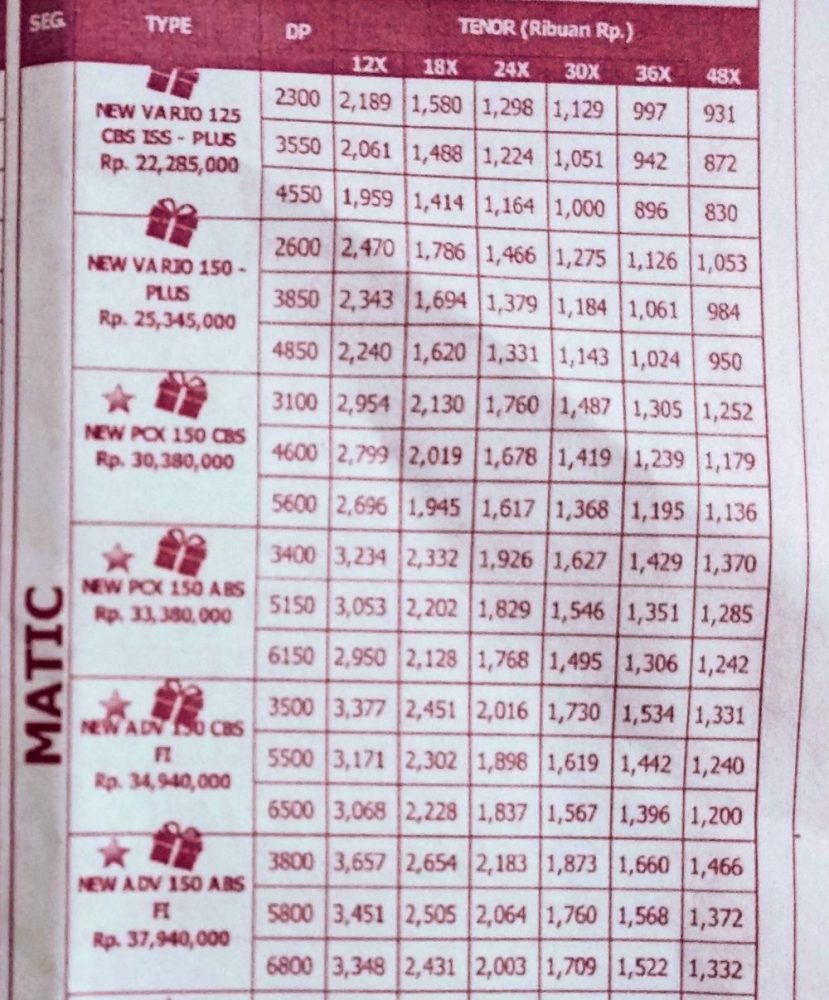 SEG. TYPE DP TENOR (Ribuan Rp.)
12X 18X 24X 30X 36X 48X
MATIC
NEW VARIO 125
CBS ISS - PLUS
Rp. 22,285,000
2300 2,189 1,580 1,298 1,129 997 931
3550 2,061 1,488 1,224 1,051 942 872
4550 1,959 1,414 1,164 1,000 896 830
NEW VARIO 150 -
PLUS
Rp. 25,345,000
2600 2,470 1,786 1,466 1,275 1,126 1,053
3850 2,343 1,694 1,379 1,184 1,061 984
4850 2,240 1,620 1,331 1,143 1,024 950
NEW PCX 150 CBS
Rp. 30,380,000
3100 2,954 2,130 1,760 1,487 1,305 1,252
4600 2,799 2,019 1,678 1,419 1,239 1,179
5600 2,696 1,945 1,617 1,368 1,195 1,136
NEW PCX 150 ABS
Rp. 33,380,000
3400 3,234 2,332 1,926 1,627 1,429 1,370
5150 3,053 2,202 1,829 1,546 1,351 1,285
6150 2,950 2,128 1,768 1,495 1,306 1,242
NEW ADV 150 CBS
FI
Rp. 34,940,000
3500 3,377 2,451 2,016 1,730 1,534 1,331
5500 3,171 2,302 1,898 1,619 1,442 1,240
6500 3,068 2,228 1,837 1,567 1,396 1,200
NEW ADV 150 ABS
FI
Rp. 37,940,000
3800 3,657 2,654 2,183 1,873 1,660 1,466
5800 3,451 2,505 2,064 1,760 1,568 1,372
6800 3,348 2,431 2,003 1,709 1,522 1,332